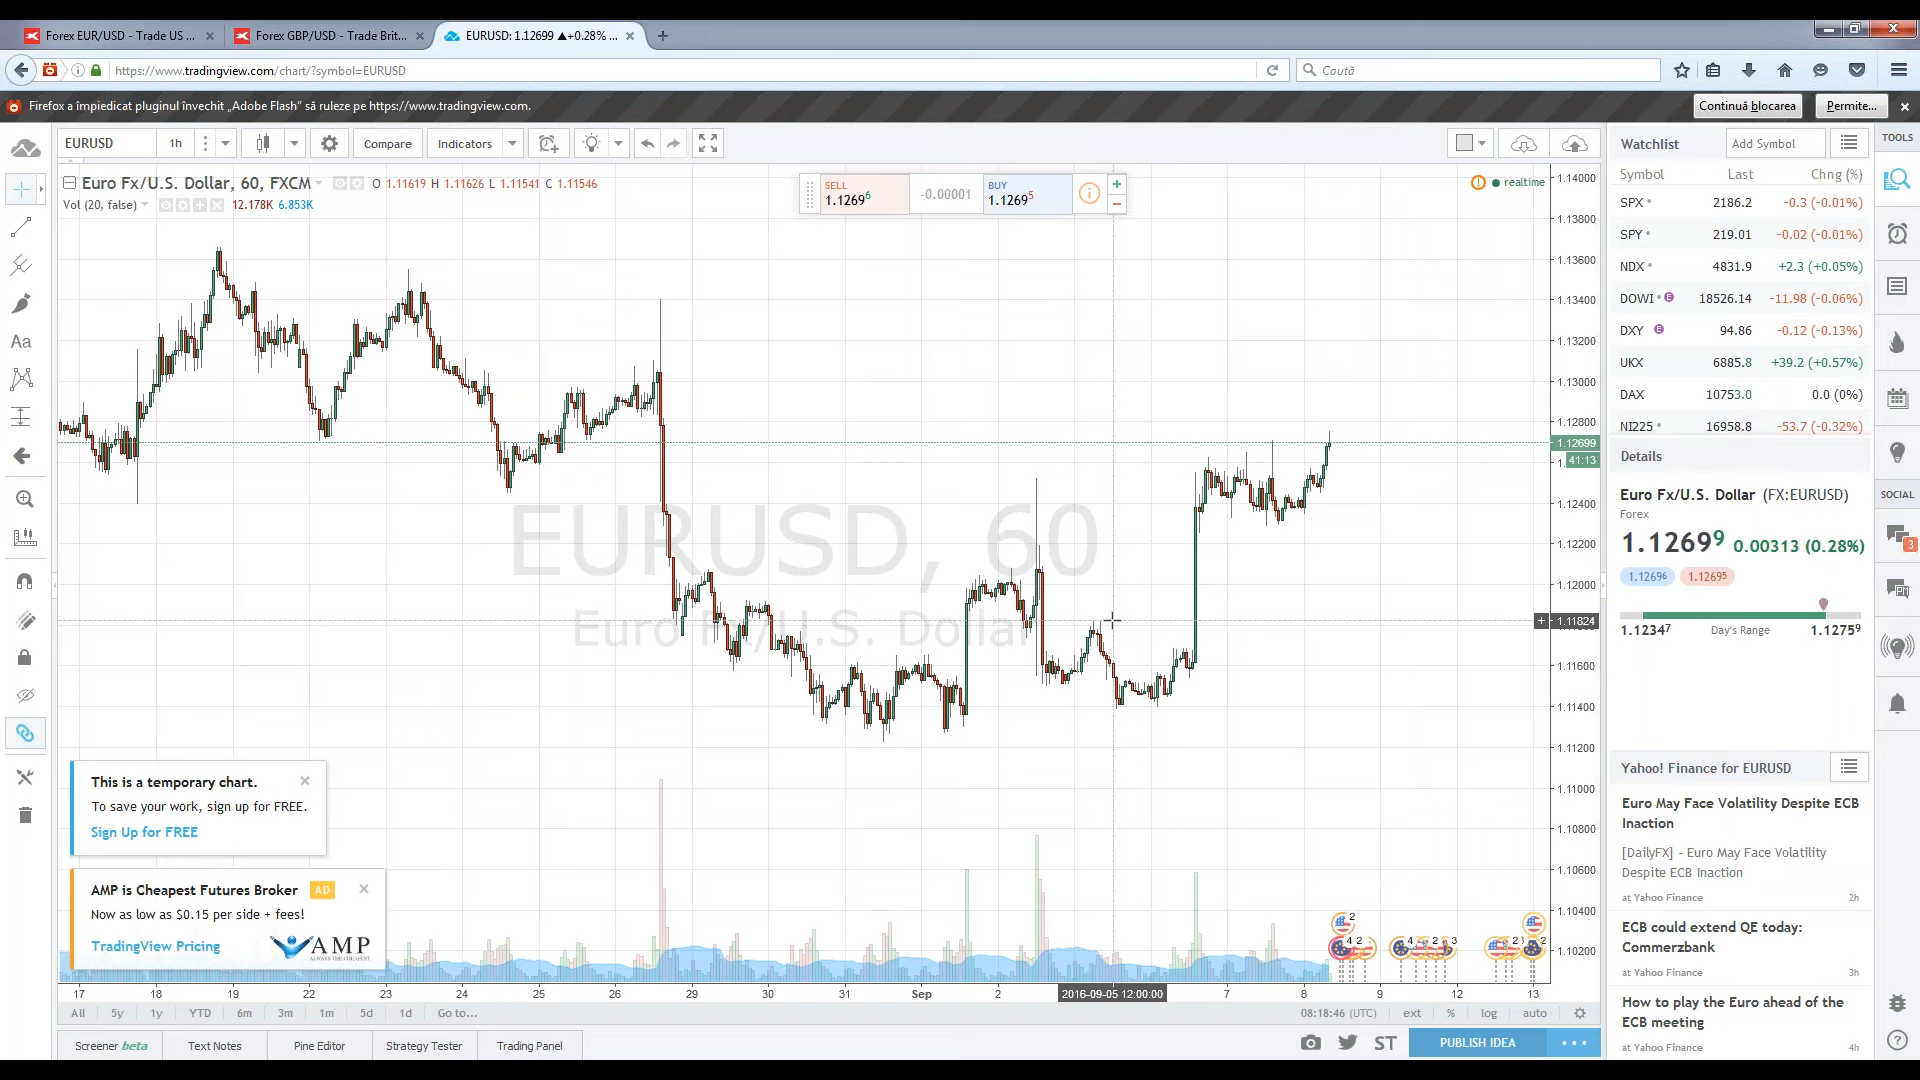 Forex EUR/USD - Trade US ...
Forex GBP/USD - Trade Brit...
EURUSD: 1.12699 ▲+0.28% ...
https://www.tradingview.com/chart/?symbol=EURUSD
Caută
Firefox a împiedicat pluginul învechit „Adobe Flash" să ruleze pe https://www.tradingview.com.
Continuă blocarea
Permite...
EURUSD
1h
Compare
Indicators
Euro Fx/U.S. Dollar, 60, FXCM
O 1.11619 H 1.11626 L 1.11541 C 1.11546
Vol (20, false)
12.178K 6.853K
SELL
1.12696
-0.00001
BUY
1.12695
realtime
EURUSD, 60
Euro Fx/U.S. Dollar
1.14000
1.13800
1.13600
1.13400
1.13200
1.13000
1.12800
1.12699
41:13
1.12400
1.12200
1.12000
1.11824
1.11600
1.11400
1.11200
1.11000
1.10800
1.10600
1.10400
1.10200
This is a temporary chart.
To save your work, sign up for FREE.
Sign Up for FREE
AMP is Cheapest Futures Broker AD
Now as low as $0.15 per side + fees!
TradingView Pricing
AMP
ALWAYS THE CHEAPEST
2
4 2
4 2 3
2 2
17 18 19 22 23 24 25 26 29 30 31 Sep 2 2016-09-05 12:00:00 7 8 9 12 13
All 5y 1y YTD 6m 3m 1m 5d 1d Go to...
08:18:46 (UTC) ext % log auto
Screener beta
Text Notes
Pine Editor
Strategy Tester
Trading Panel
ST
PUBLISH IDEA
Watchlist
Add Symbol
Symbol Last Chng (%)
SPX 2186.2 -0.3 (-0.01%)
SPY 219.01 -0.02 (-0.01%)
NDX 4831.9 +2.3 (+0.05%)
DOWI E 18526.14 -11.98 (-0.06%)
DXY E 94.86 -0.12 (-0.13%)
UKX 6885.8 +39.2 (+0.57%)
DAX 10753.0 0.0 (0%)
NI225 16958.8 -53.7 (-0.32%)
Details
Euro Fx/U.S. Dollar (FX:EURUSD)
Forex
1.12699 0.00313 (0.28%)
1.12696 1.12695
1.12347 Day's Range 1.12759
Yahoo! Finance for EURUSD
Euro May Face Volatility Despite ECB
Inaction
[DailyFX] - Euro May Face Volatility
Despite ECB Inaction
at Yahoo Finance 2h
ECB could extend QE today:
Commerzbank
at Yahoo Finance 3h
How to play the Euro ahead of the
ECB meeting
at Yahoo Finance 4h
TOOLS
SOCIAL
3